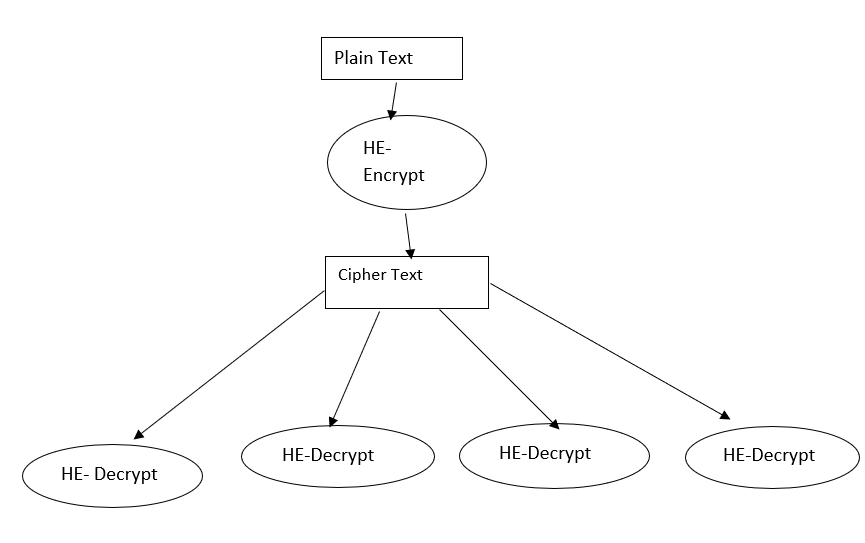 Plain Text
HE-
Encrypt
Cipher Text
HE- Decrypt
HE-Decrypt
HE-Decrypt
HE-Decrypt